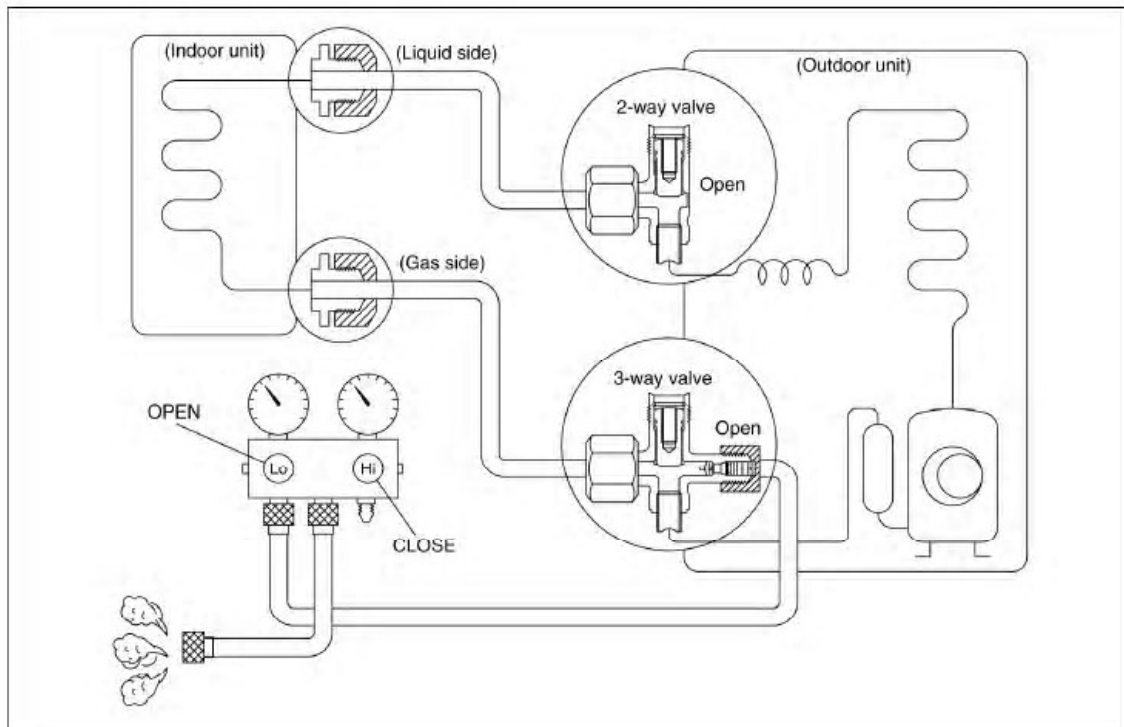 (Indoor unit)
(Liquid side)
(Outdoor unit)
2-way valve
Open
(Gas side)
3-way valve
Open
OPEN
Lo
Hi
CLOSE